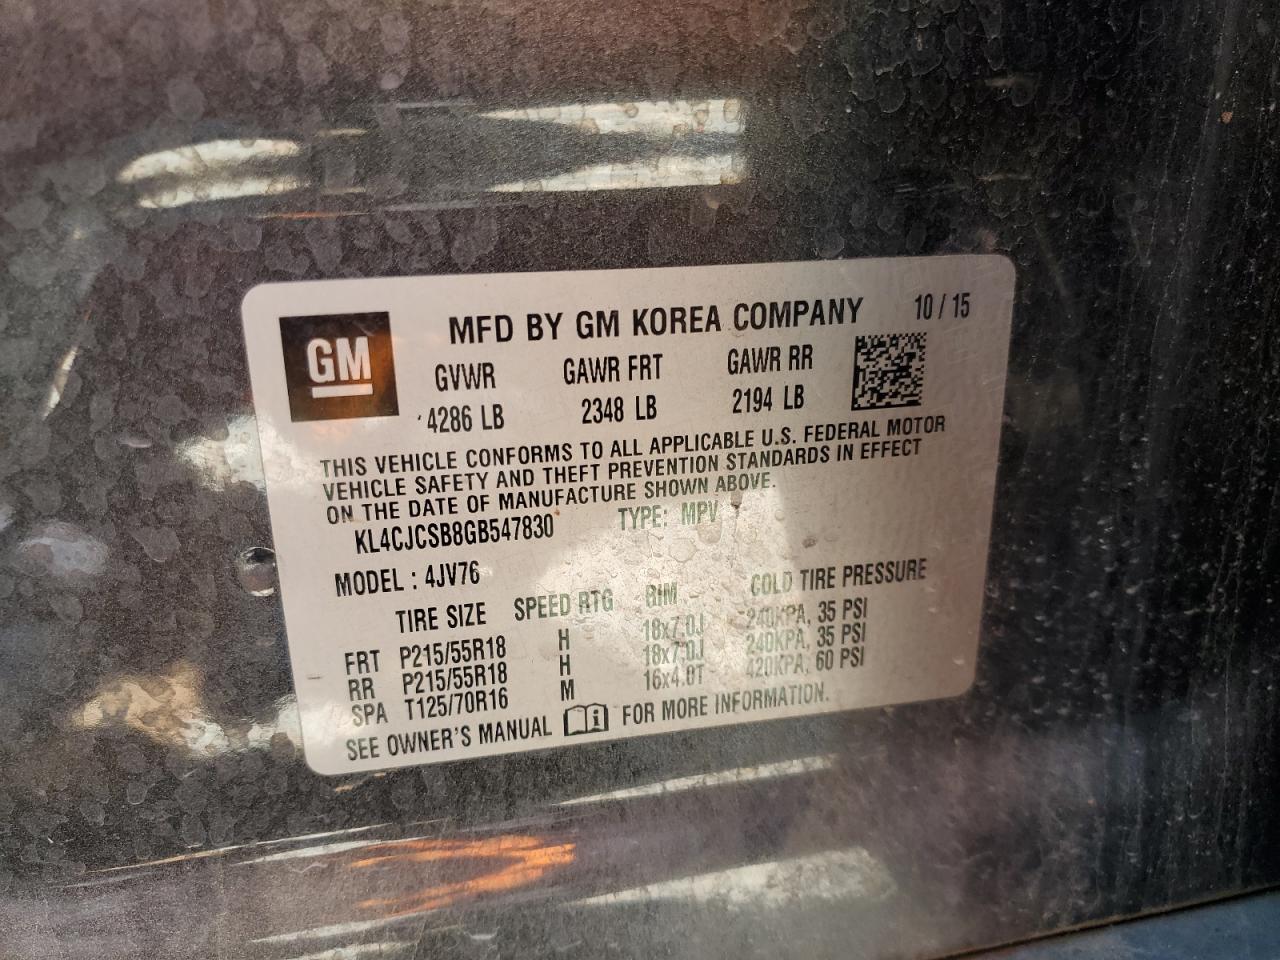 GM
MFD BY GM KOREA COMPANY 10 / 15
GVWR GAWR FRT GAWR RR
4286 LB 2348 LB 2194 LB
THIS VEHICLE CONFORMS TO ALL APPLICABLE U.S. FEDERAL MOTOR
VEHICLE SAFETY AND THEFT PREVENTION STANDARDS IN EFFECT
ON THE DATE OF MANUFACTURE SHOWN ABOVE.
KL4CJCSB8GB547830 TYPE: MPV
MODEL : 4JV76
TIRE SIZE SPEED RTG RIM COLD TIRE PRESSURE
FRT P215/55R18 H 18x7.0J 240KPA, 35 PSI
RR P215/55R18 H 18x7.0J 240KPA, 35 PSI
SPA T125/70R16 M 16x4.0T 420KPA, 60 PSI
SEE OWNER'S MANUAL FOR MORE INFORMATION.